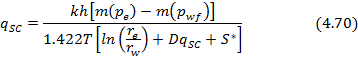 q_SC = kh[m(p_e) − m(p_wf)] / 1.422T[ln(r_e/r_w) + Dq_SC + S*] (4.70)